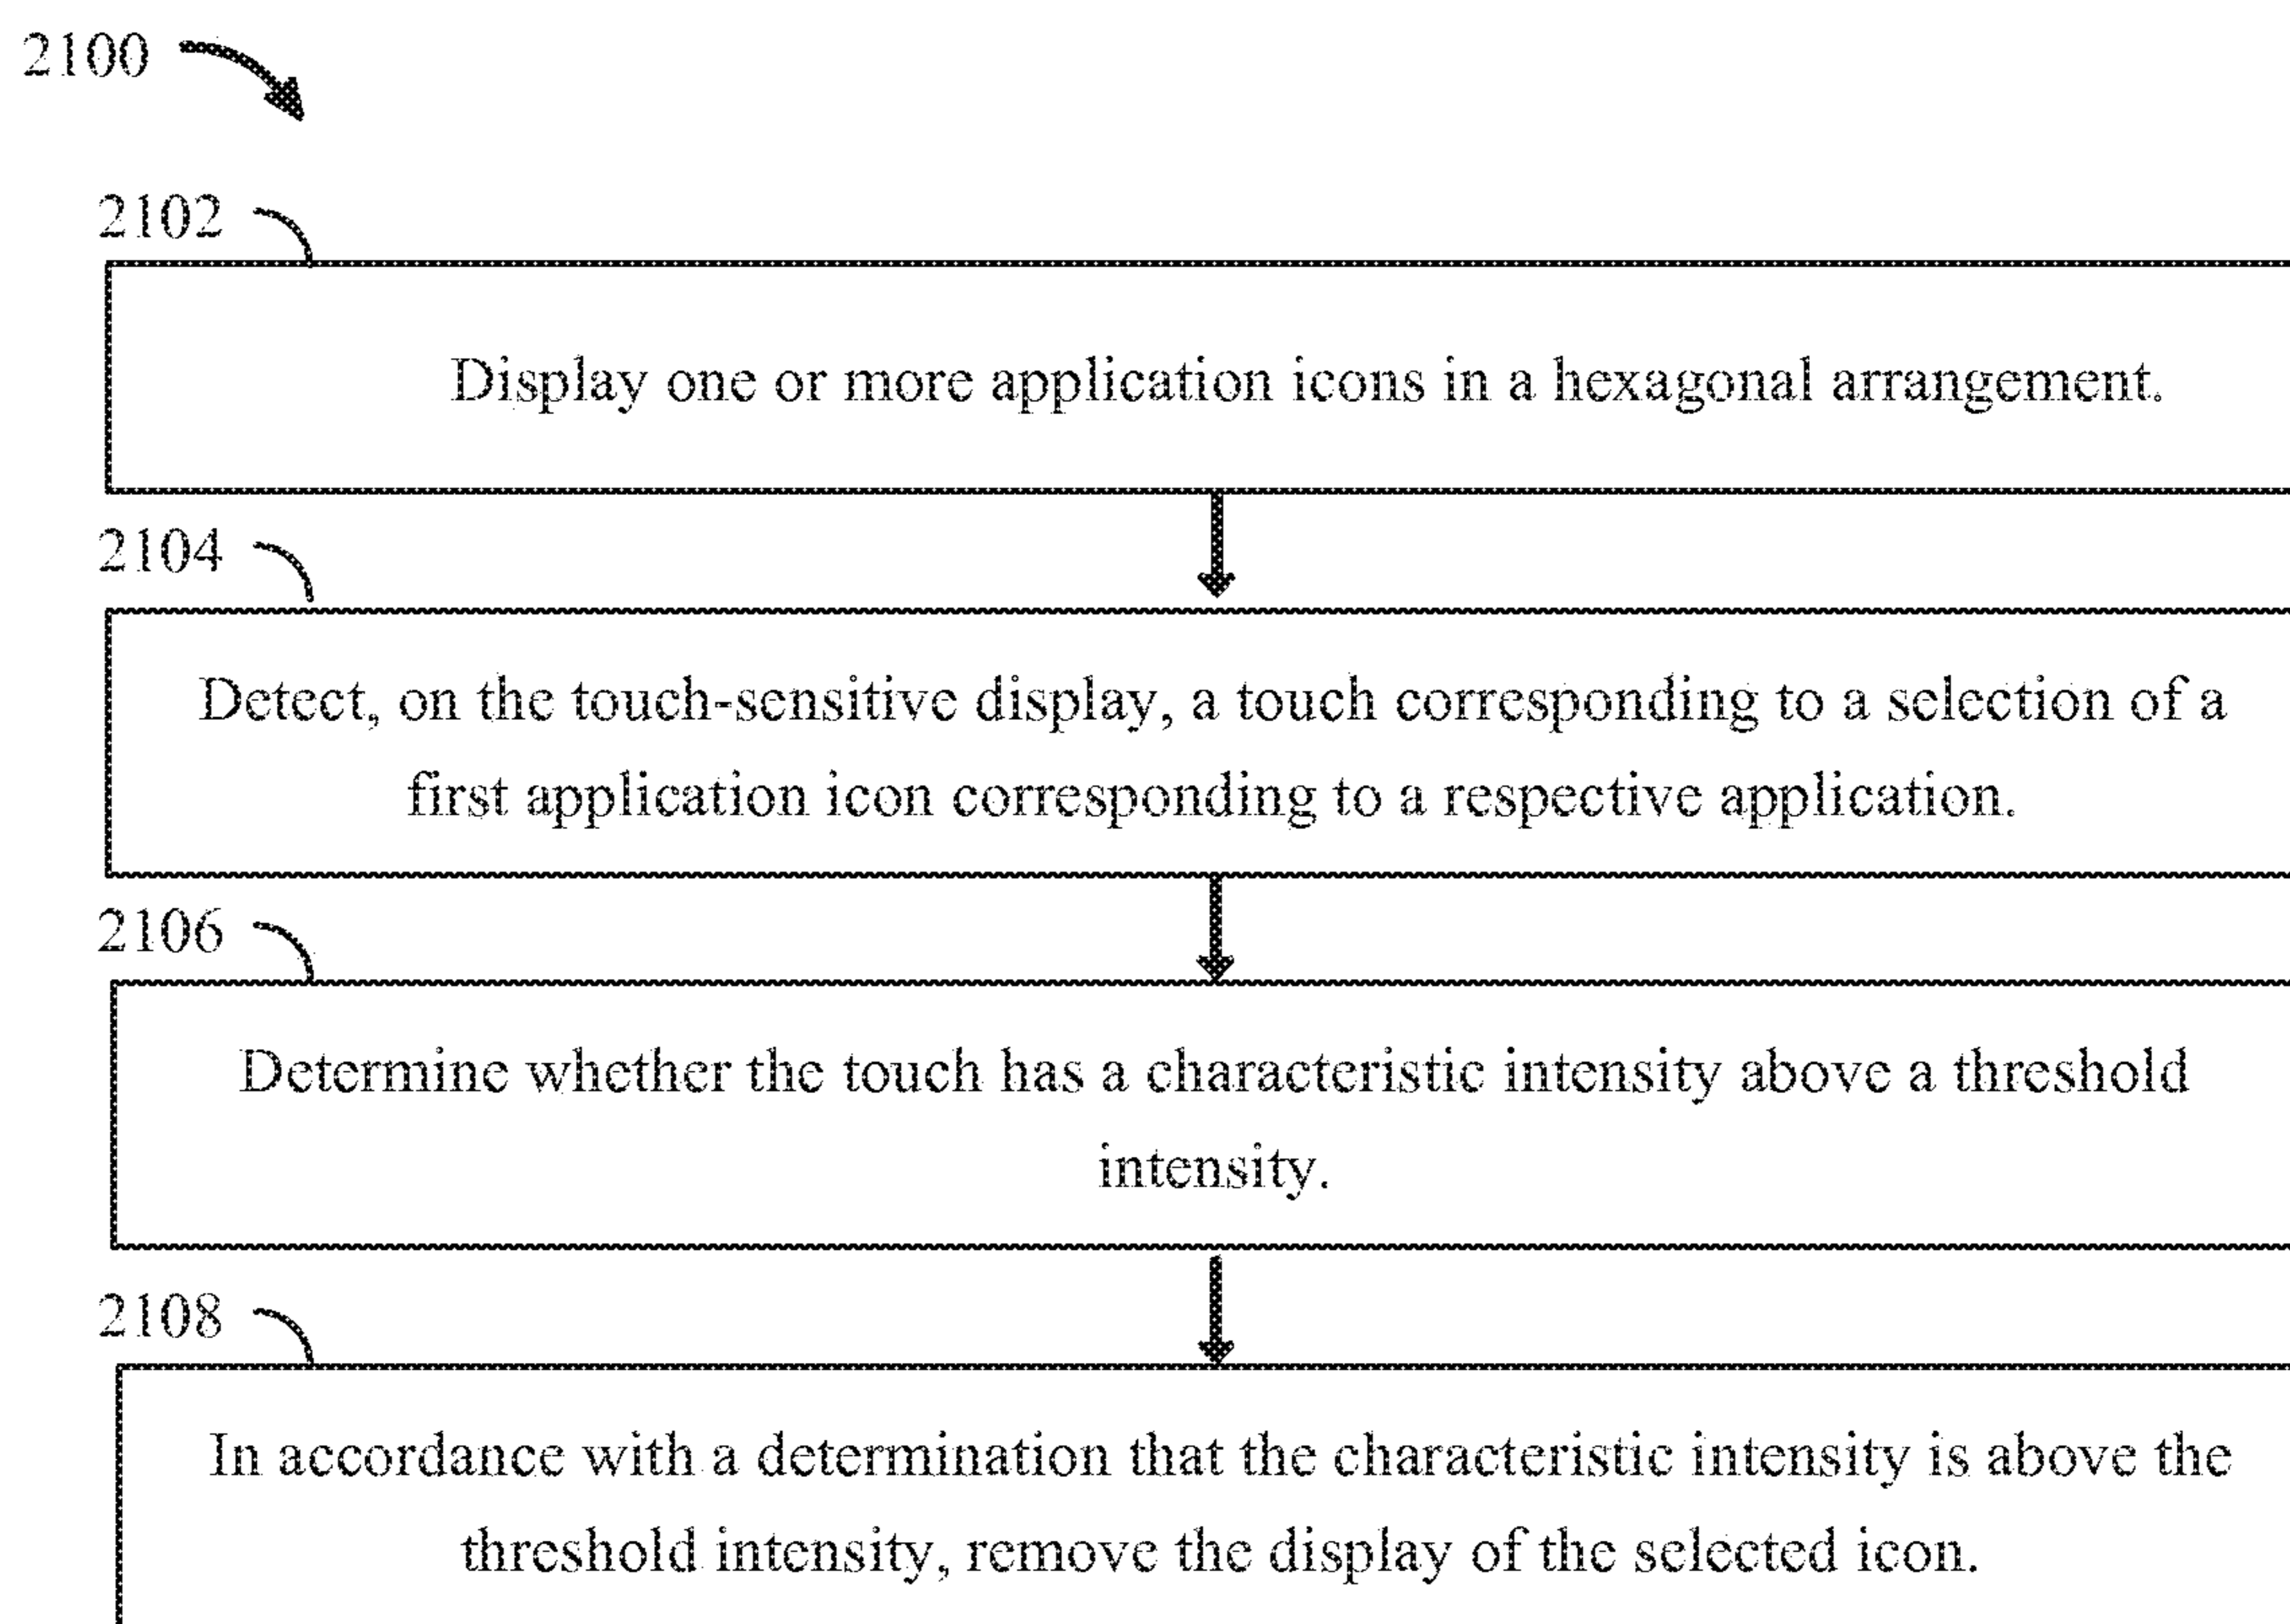 2100
2102
Display one or more application icons in a hexagonal arrangement.
2104
Detect, on the touch-sensitive display, a touch corresponding to a selection of a
first application icon corresponding to a respective application.
2106
Determine whether the touch has a characteristic intensity above a threshold
intensity.
2108
In accordance with a determination that the characteristic intensity is above the
threshold intensity, remove the display of the selected icon.